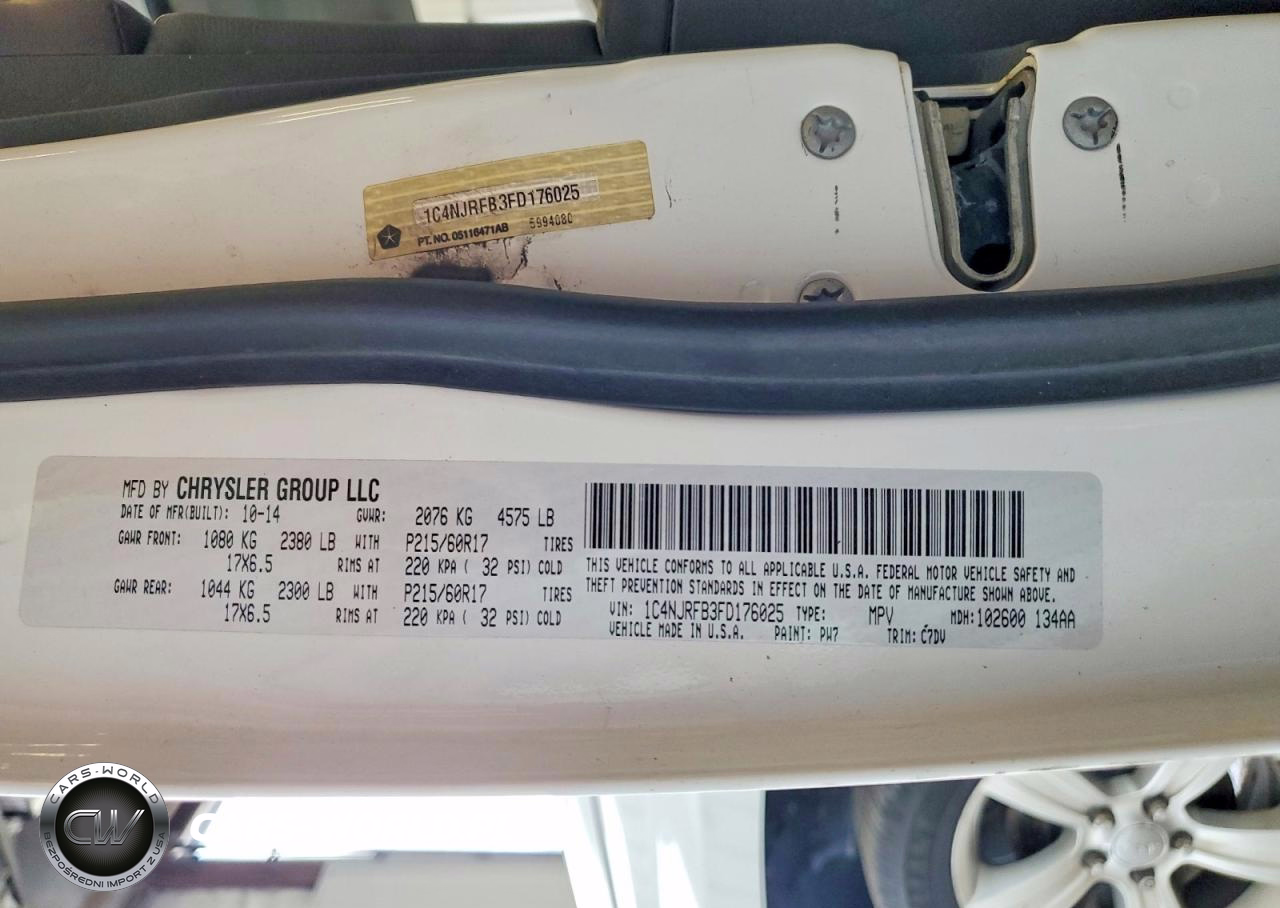 1C4NJRFB3FD176025
PT. NO. 05116471AB 5994080
MFD BY CHRYSLER GROUP LLC
DATE OF MFR(BUILT): 10-14 GVWR: 2076 KG 4575 LB
GAWR FRONT: 1080 KG 2380 LB WITH P215/60R17 TIRES
17X6.5 RIMS AT 220 KPA ( 32 PSI) COLD
GAWR REAR: 1044 KG 2300 LB WITH P215/60R17 TIRES
17X6.5 RIMS AT 220 KPA ( 32 PSI) COLD
THIS VEHICLE CONFORMS TO ALL APPLICABLE U.S.A. FEDERAL MOTOR VEHICLE SAFETY AND
THEFT PREVENTION STANDARDS IN EFFECT ON THE DATE OF MANUFACTURE SHOWN ABOVE.
VIN: 1C4NJRFB3FD176025 TYPE: MPV MDH: 102600 134AA
VEHICLE MADE IN U.S.A. PAINT: PW7 TRIM: C7DV
CARS-WORLD
CW
BEZPOŚREDNI IMPORT Z USA